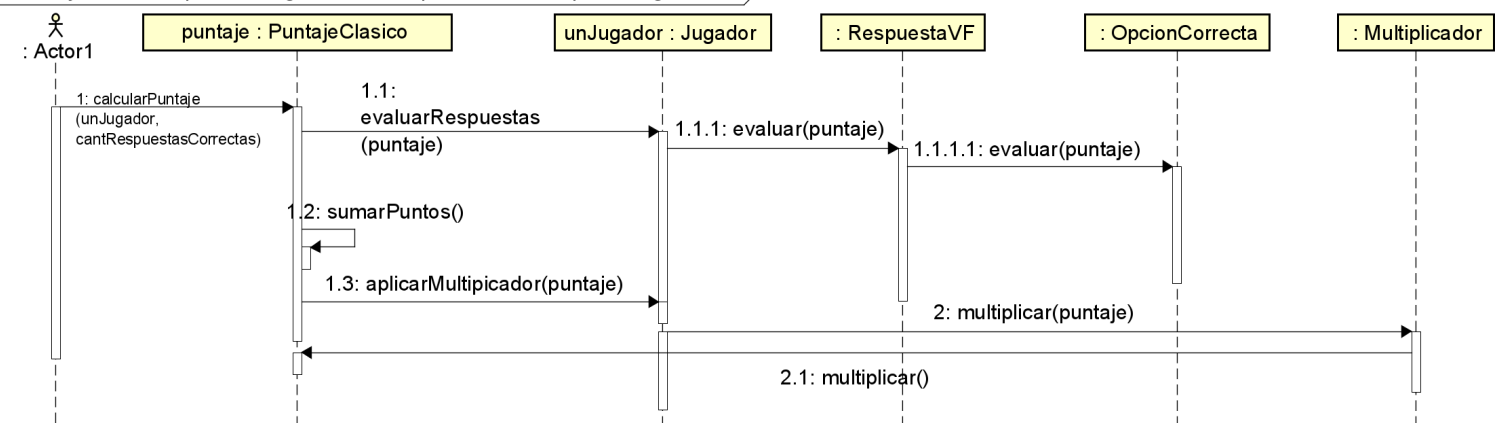 : Actor1
puntaje : PuntajeClasico
unJugador : Jugador
: RespuestaVF
: OpcionCorrecta
: Multiplicador
1: calcularPuntaje
(unJugador,
cantRespuestasCorrectas)
1.1:
evaluarRespuestas
(puntaje)
1.1.1: evaluar(puntaje)
1.1.1.1: evaluar(puntaje)
1.2: sumarPuntos()
1.3: aplicarMultipicador(puntaje)
2: multiplicar(puntaje)
2.1: multiplicar()